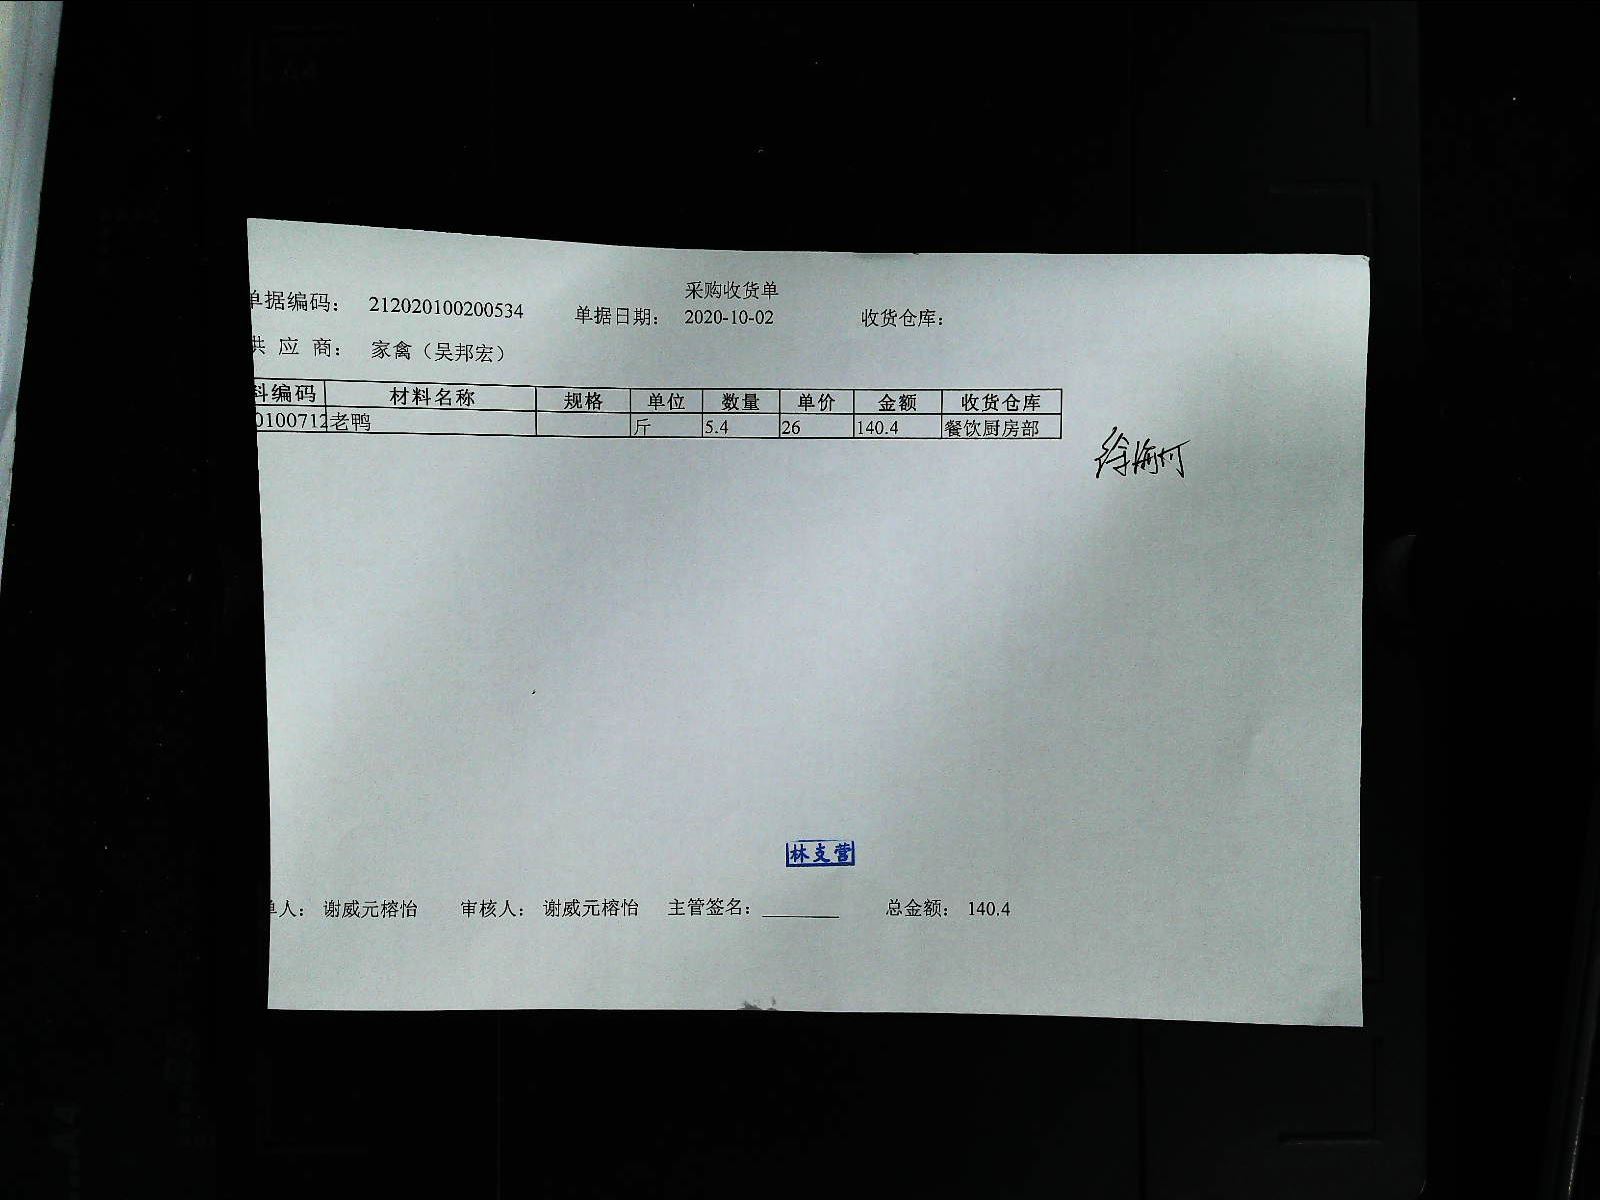 采购收货单
单据编码： 212020100200534 单据日期： 2020-10-02 收货仓库：
供 应 商： 家禽（吴邦宏）
料编码 材料名称 规格 单位 数量 单价 金额 收货仓库
0100712 老鸭 斤 5.4 26 140.4 餐饮厨房部
林支营
单人： 谢威元榕怡 审核人： 谢威元榕怡 主管签名：________ 总金额： 140.4